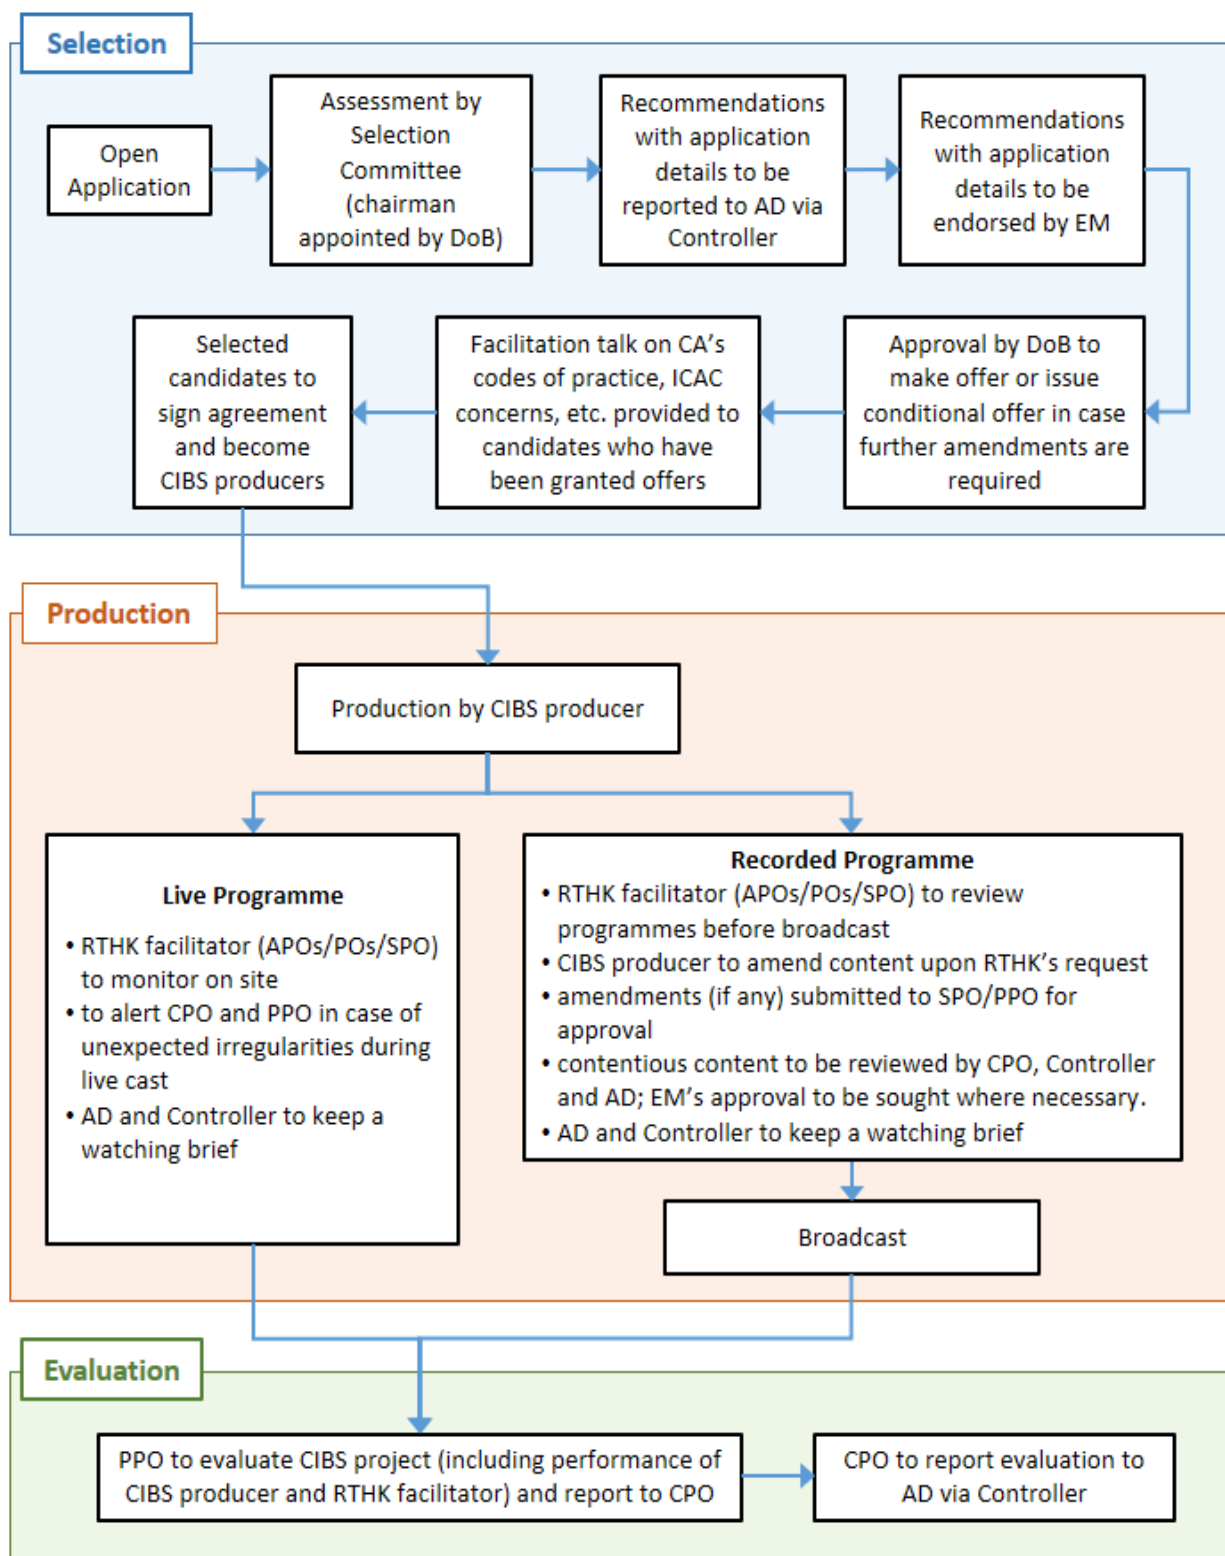 Selection
Open
Application
Assessment by
Selection
Committee
(chairman
appointed by DoB)
Recommendations
with application
details to be
reported to AD via
Controller
Recommendations
with application
details to be
endorsed by EM
Approval by DoB to
make offer or issue
conditional offer in case
further amendments are
required
Facilitation talk on CA’s
codes of practice, ICAC
concerns, etc. provided to
candidates who have
been granted offers
Selected
candidates to
sign agreement
and become
CIBS producers
Production
Production by CIBS producer
Live Programme
• RTHK facilitator (APOs/POs/SPO)
to monitor on site
• to alert CPO and PPO in case of
unexpected irregularities during
live cast
• AD and Controller to keep a
watching brief
Recorded Programme
• RTHK facilitator (APOs/POs/SPO) to review
programmes before broadcast
• CIBS producer to amend content upon RTHK’s request
• amendments (if any) submitted to SPO/PPO for
approval
• contentious content to be reviewed by CPO, Controller
and AD; EM’s approval to be sought where necessary.
• AD and Controller to keep a watching brief
Broadcast
Evaluation
PPO to evaluate CIBS project (including performance of
CIBS producer and RTHK facilitator) and report to CPO
CPO to report evaluation to
AD via Controller